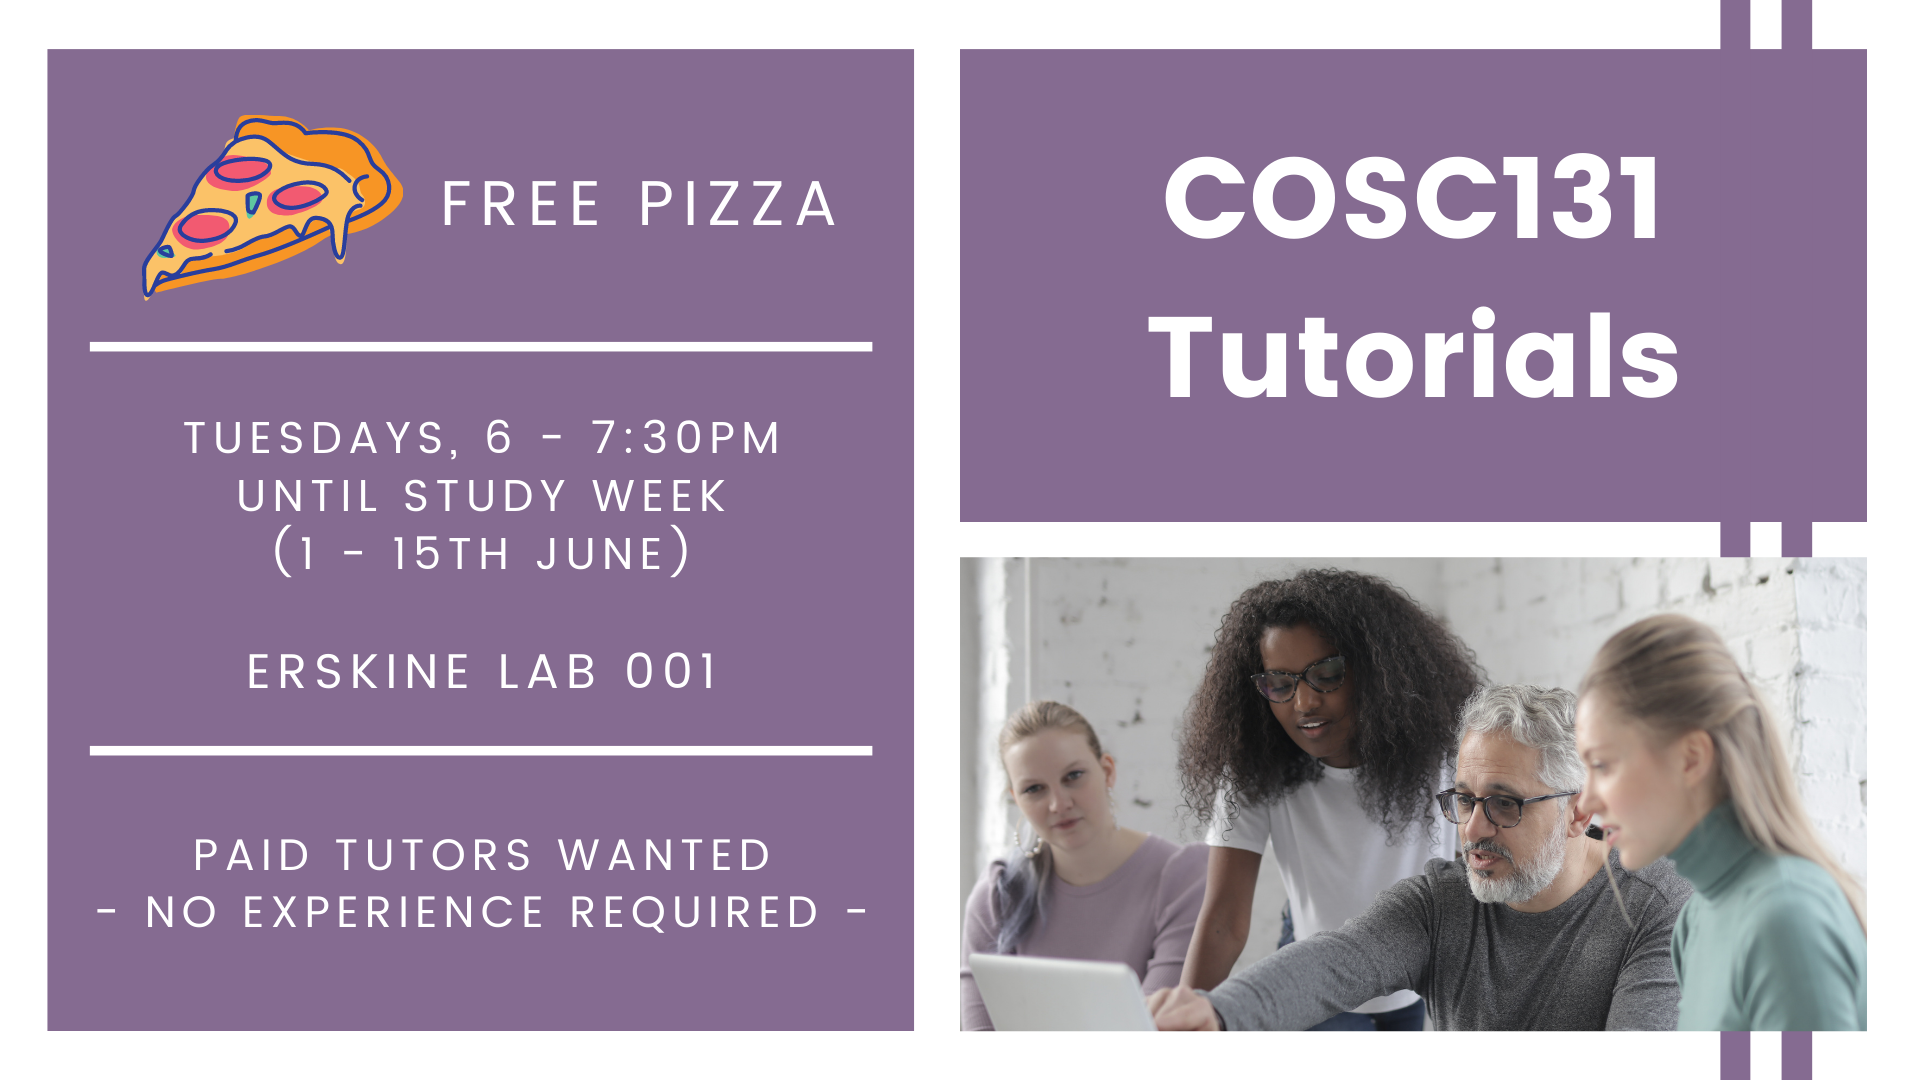 FREE PIZZA
TUESDAYS, 6 - 7:30PM
UNTIL STUDY WEEK
(1 - 15TH JUNE)
ERSKINE LAB 001
PAID TUTORS WANTED
- NO EXPERIENCE REQUIRED -
COSC131
Tutorials